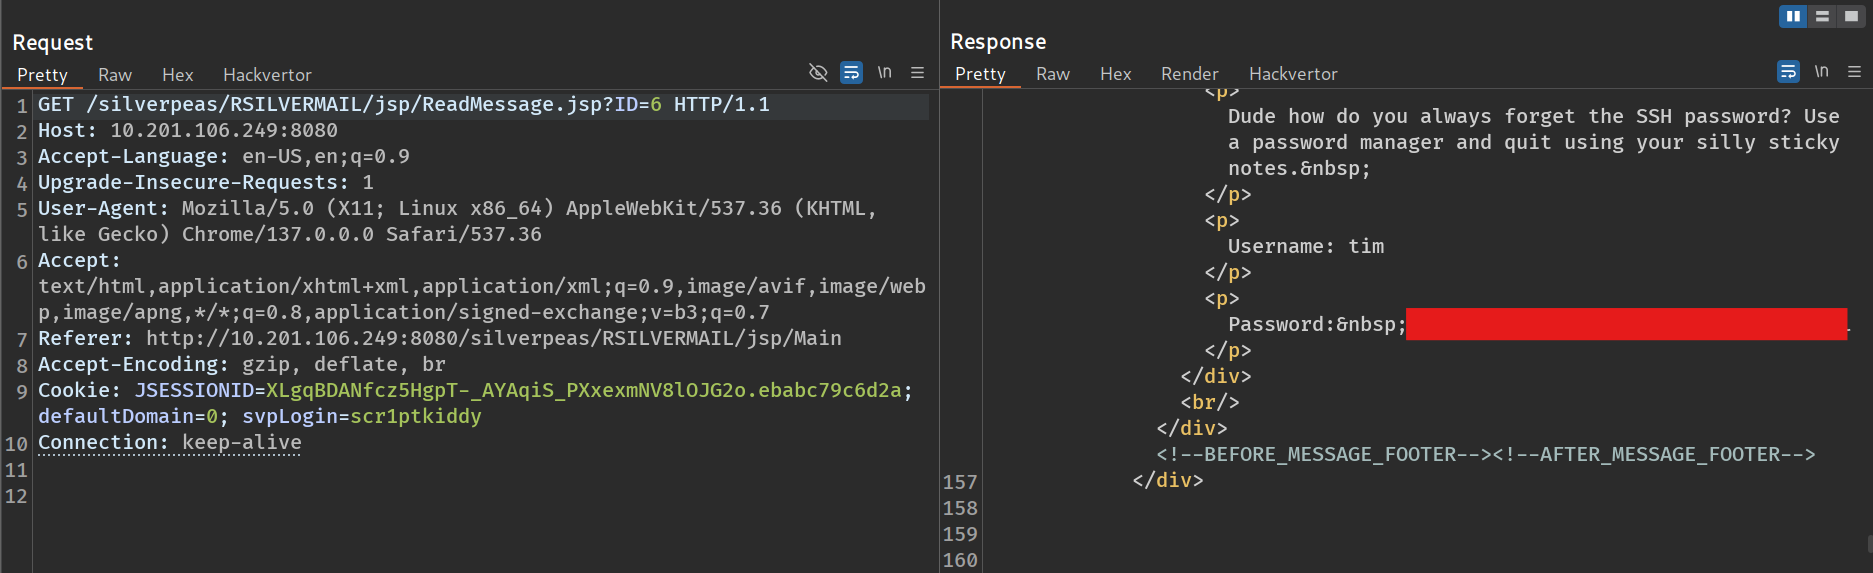 Request
Pretty Raw Hex Hackvertor \n
1 GET /silverpeas/RSILVERMAIL/jsp/ReadMessage.jsp?ID=6 HTTP/1.1
2 Host: 10.201.106.249:8080
3 Accept-Language: en-US,en;q=0.9
4 Upgrade-Insecure-Requests: 1
5 User-Agent: Mozilla/5.0 (X11; Linux x86_64) AppleWebKit/537.36 (KHTML,
like Gecko) Chrome/137.0.0.0 Safari/537.36
6 Accept:
text/html,application/xhtml+xml,application/xml;q=0.9,image/avif,image/web
p,image/apng,*/*;q=0.8,application/signed-exchange;v=b3;q=0.7
7 Referer: http://10.201.106.249:8080/silverpeas/RSILVERMAIL/jsp/Main
8 Accept-Encoding: gzip, deflate, br
9 Cookie: JSESSIONID=XLgqBDANfcz5HgpT-_AYAqiS_PXxexmNV8lOJG2o.ebabc79c6d2a;
defaultDomain=0; svpLogin=scr1ptkiddy
10 Connection: keep-alive
11
12
Response
Pretty Raw Hex Render Hackvertor \n
<p>
Dude how do you always forget the SSH password? Use
a password manager and quit using your silly sticky
notes.&nbsp;
</p>
<p>
Username: tim
</p>
<p>
Password:&nbsp;
</p>
</div>
<br/>
</div>
<!--BEFORE_MESSAGE_FOOTER--><!--AFTER_MESSAGE_FOOTER-->
157 </div>
158
159
160